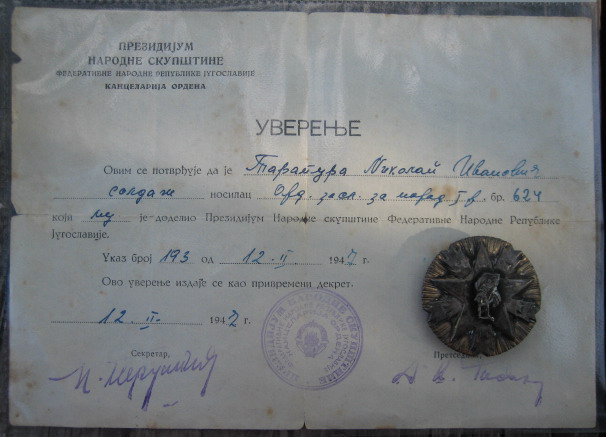 ПРЕЗИДИЈУМ
НАРОДНЕ СКУПШТИНЕ
ФЕДЕРАТИВНЕ НАРОДНЕ РЕПУБЛИКЕ ЈУГОСЛАВИЈЕ
КАНЦЕЛАРИЈА ОРДЕНА
УВЕРЕЊЕ
Овим се потврђује да је Таратура Николай Иванович
солдат носилац Орд. засл. за народ I р. бр. 624
који му је доделио Президијум Народне скупштине Федеративне Народне Републике
Југославије.
Указ број 193 од 12. II. 1947 г.
Ово уверење издаје се као привремени декрет.
12. II. 1947 г.
Секретар,